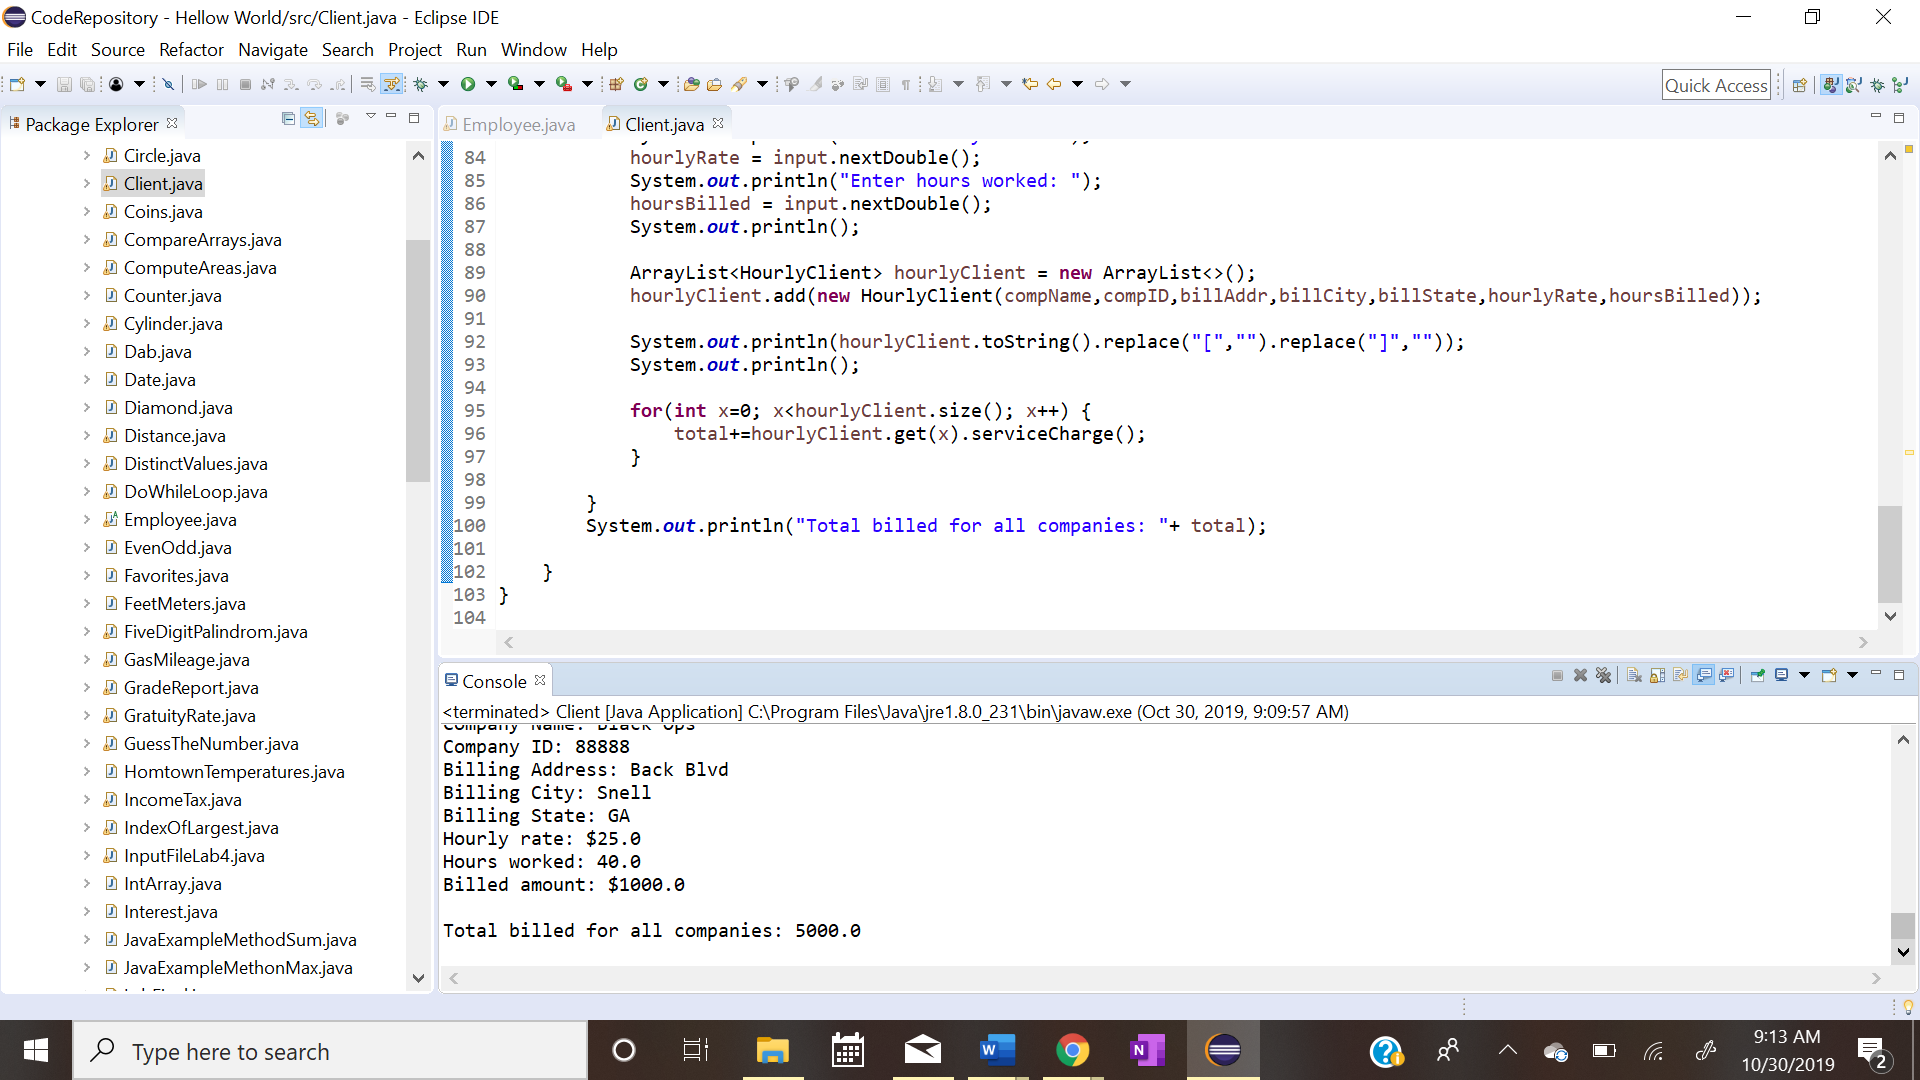 CodeRepository - Hellow World/src/Client.java - Eclipse IDE
File Edit Source Refactor Navigate Search Project Run Window Help
Quick Access
Package Explorer
Circle.java
Client.java
Coins.java
CompareArrays.java
ComputeAreas.java
Counter.java
Cylinder.java
Dab.java
Date.java
Diamond.java
Distance.java
DistinctValues.java
DoWhileLoop.java
Employee.java
EvenOdd.java
Favorites.java
FeetMeters.java
FiveDigitPalindrom.java
GasMileage.java
GradeReport.java
GratuityRate.java
GuessTheNumber.java
HomtownTemperatures.java
IncomeTax.java
IndexOfLargest.java
InputFileLab4.java
IntArray.java
Interest.java
JavaExampleMethodSum.java
JavaExampleMethonMax.java
Employee.java Client.java
84 hourlyRate = input.nextDouble();
85 System.out.println("Enter hours worked: ");
86 hoursBilled = input.nextDouble();
87 System.out.println();
88
89 ArrayList<HourlyClient> hourlyClient = new ArrayList<>();
90 hourlyClient.add(new HourlyClient(compName,compID,billAddr,billCity,billState,hourlyRate,hoursBilled));
91
92 System.out.println(hourlyClient.toString().replace("[","").replace("]",""));
93 System.out.println();
94
95 for(int x=0; x<hourlyClient.size(); x++) {
96 total+=hourlyClient.get(x).serviceCharge();
97 }
98
99 }
100 System.out.println("Total billed for all companies: "+ total);
101
102 }
103 }
104
Console
<terminated> Client [Java Application] C:\Program Files\Java\jre1.8.0_231\bin\javaw.exe (Oct 30, 2019, 9:09:57 AM)
Company Name: Black Ops
Company ID: 88888
Billing Address: Back Blvd
Billing City: Snell
Billing State: GA
Hourly rate: $25.0
Hours worked: 40.0
Billed amount: $1000.0
Total billed for all companies: 5000.0
Type here to search
9:13 AM
10/30/2019
2